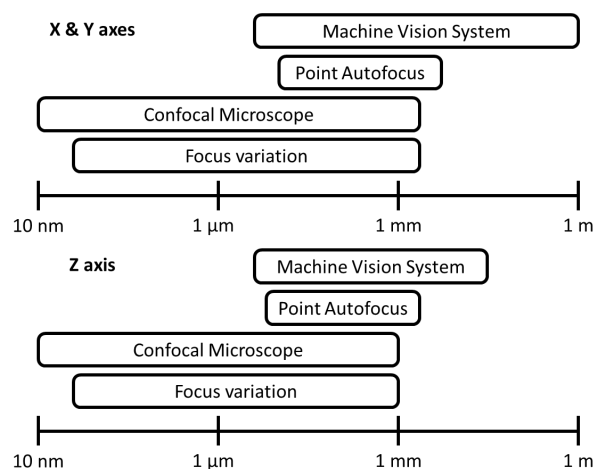 X & Y axes
Machine Vision System
Point Autofocus
Confocal Microscope
Focus variation
10 nm 1 μm 1 mm 1 m
Z axis
Machine Vision System
Point Autofocus
Confocal Microscope
Focus variation
10 nm 1 μm 1 mm 1 m